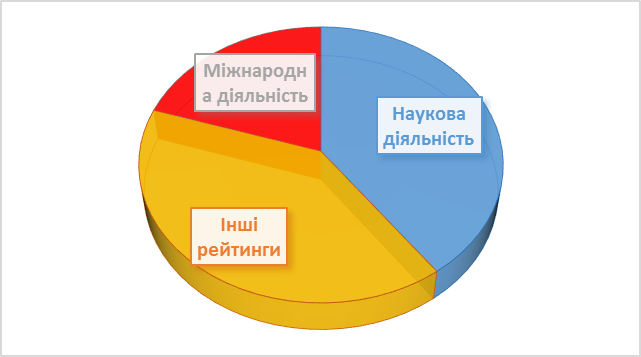 Міжнародн
а діяльність
Наукова
діяльність
Інші
рейтинги